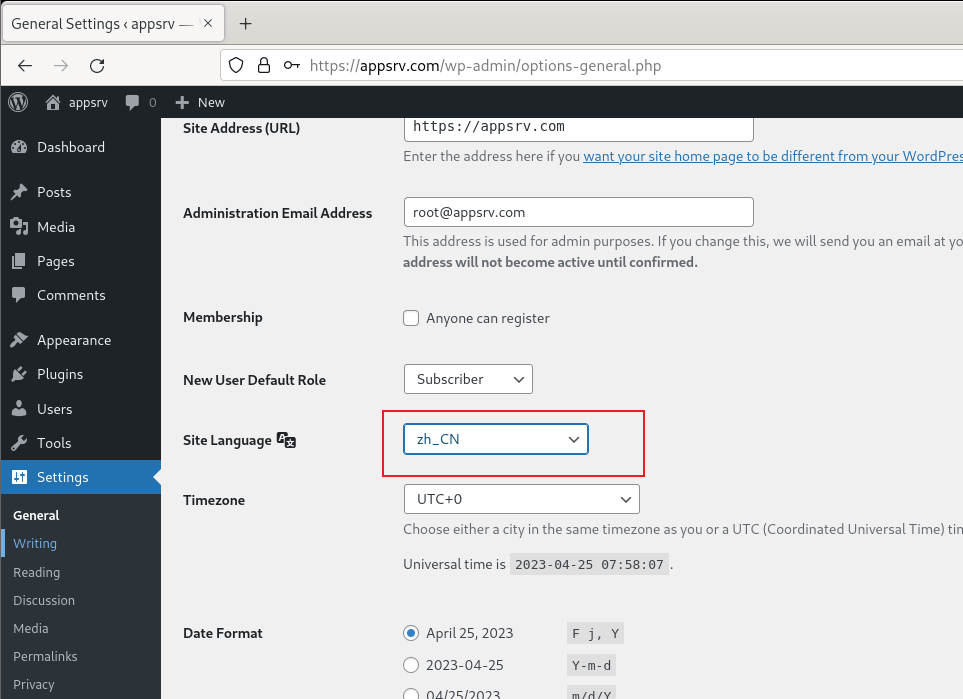 General Settings ‹ appsrv —
https://appsrv.com/wp-admin/options-general.php
appsrv 0 New
Dashboard
Posts
Media
Pages
Comments
Appearance
Plugins
Users
Tools
Settings
General
Writing
Reading
Discussion
Media
Permalinks
Privacy
Site Address (URL) https://appsrv.com
Enter the address here if you want your site home page to be different from your WordPres
Administration Email Address root@appsrv.com
This address is used for admin purposes. If you change this, we will send you an email at yo
address will not become active until confirmed.
Membership Anyone can register
New User Default Role Subscriber
Site Language zh_CN
Timezone UTC+0
Choose either a city in the same timezone as you or a UTC (Coordinated Universal Time) tim
Universal time is 2023-04-25 07:58:07 .
Date Format April 25, 2023 F j, Y
2023-04-25 Y-m-d
04/25/2023 m/d/Y